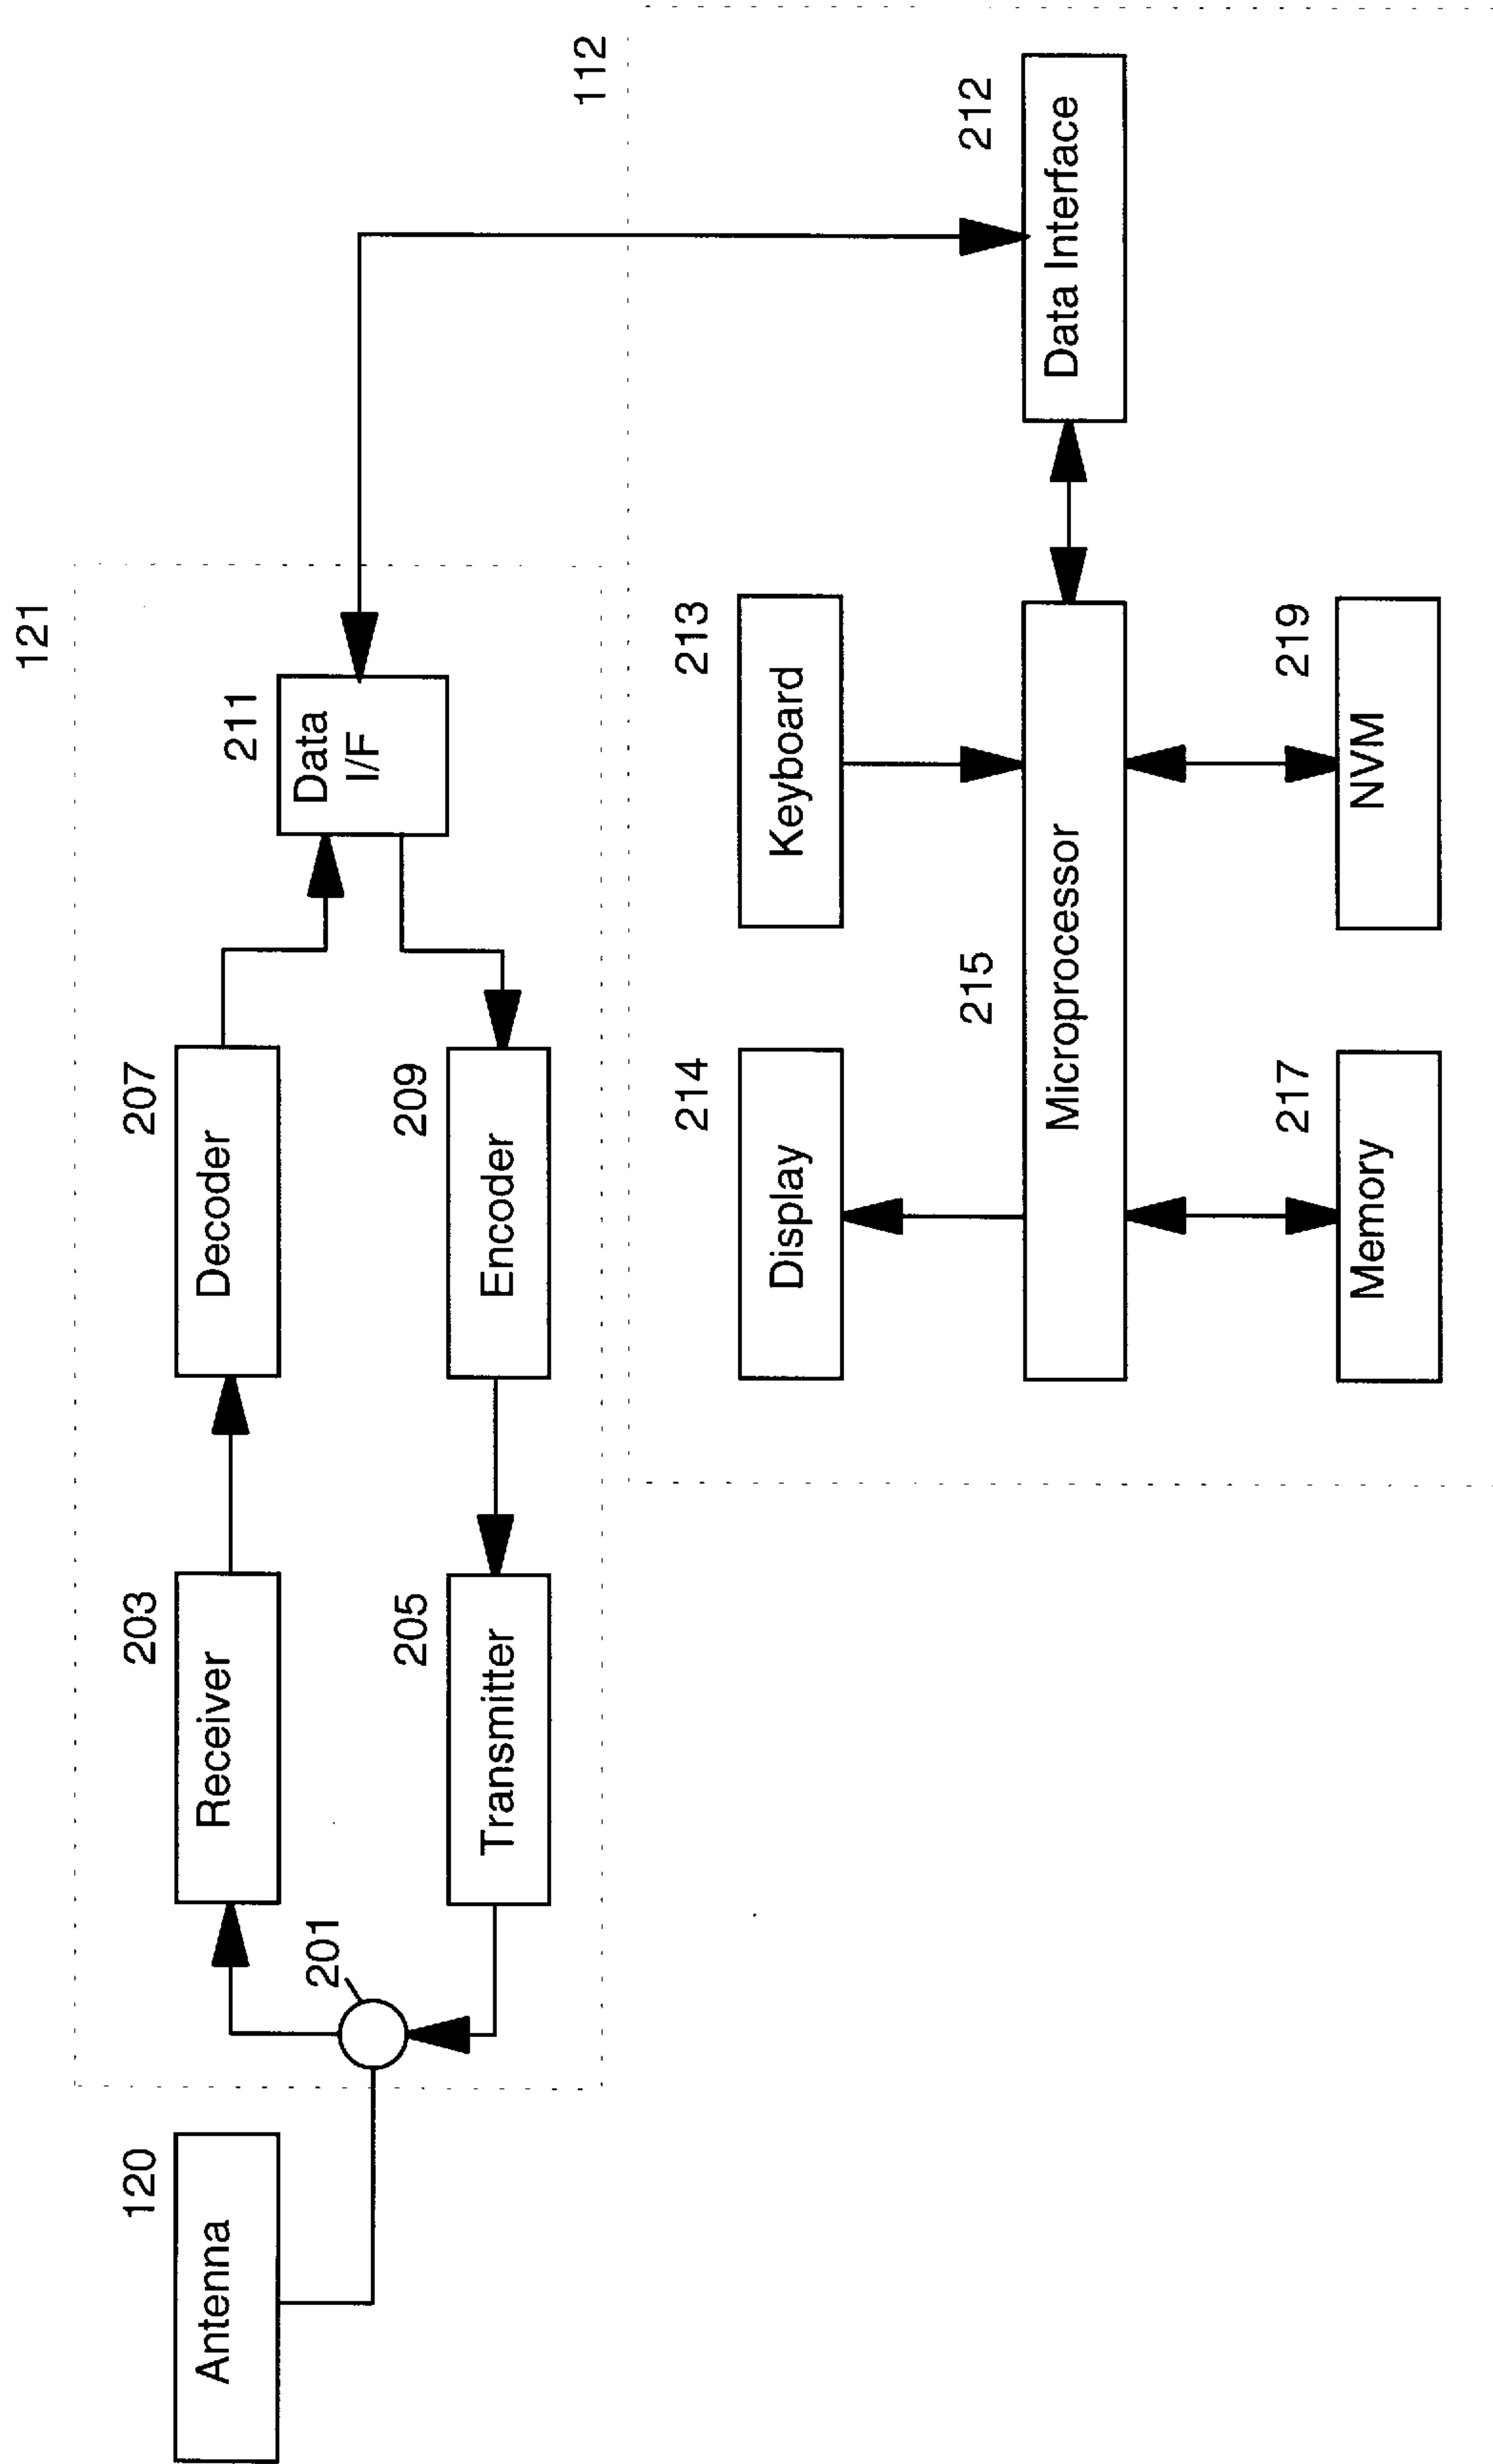 121
120
Antenna
201
203
Receiver
207
Decoder
211
Data
I/F
205
Transmitter
209
Encoder
112
214
Display
213
Keyboard
215
Microprocessor
212
Data Interface
217
Memory
219
NVM